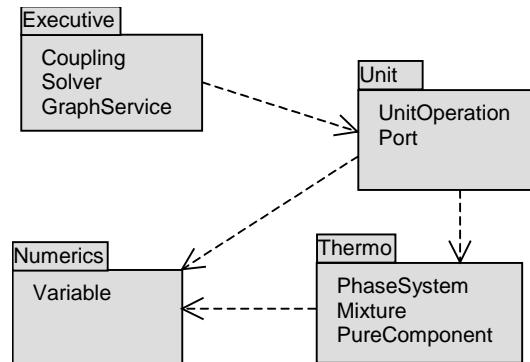 Executive
Coupling
Solver
GraphService
Unit
UnitOperation
Port
Numerics
Variable
Thermo
PhaseSystem
Mixture
PureComponent